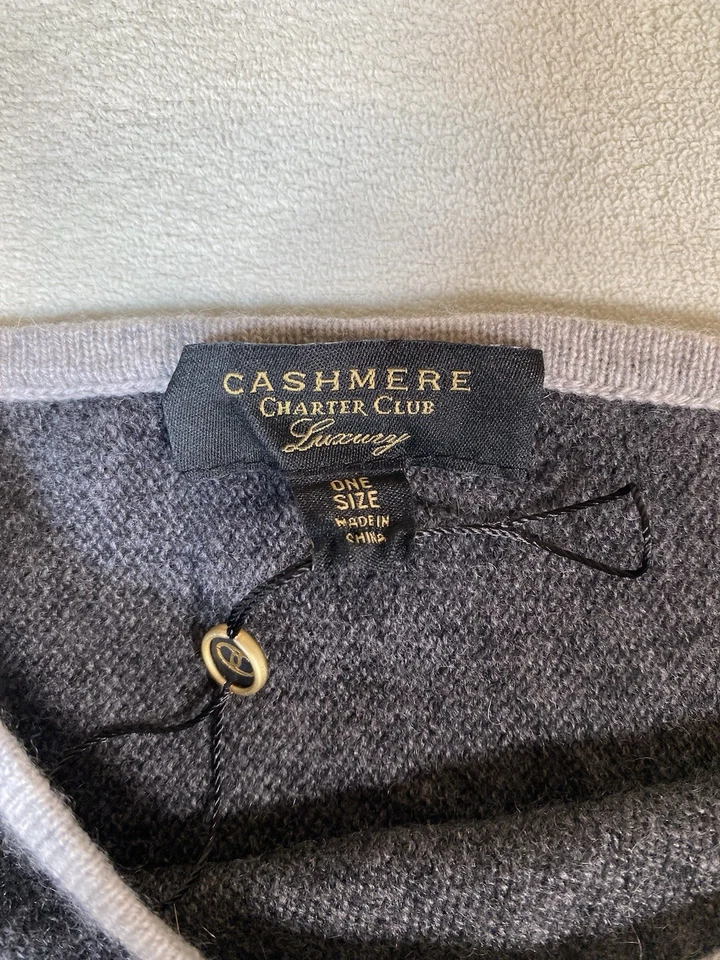 CASHMERE
CHARTER CLUB
Luxury
ONE
SIZE
MADE IN
CHINA